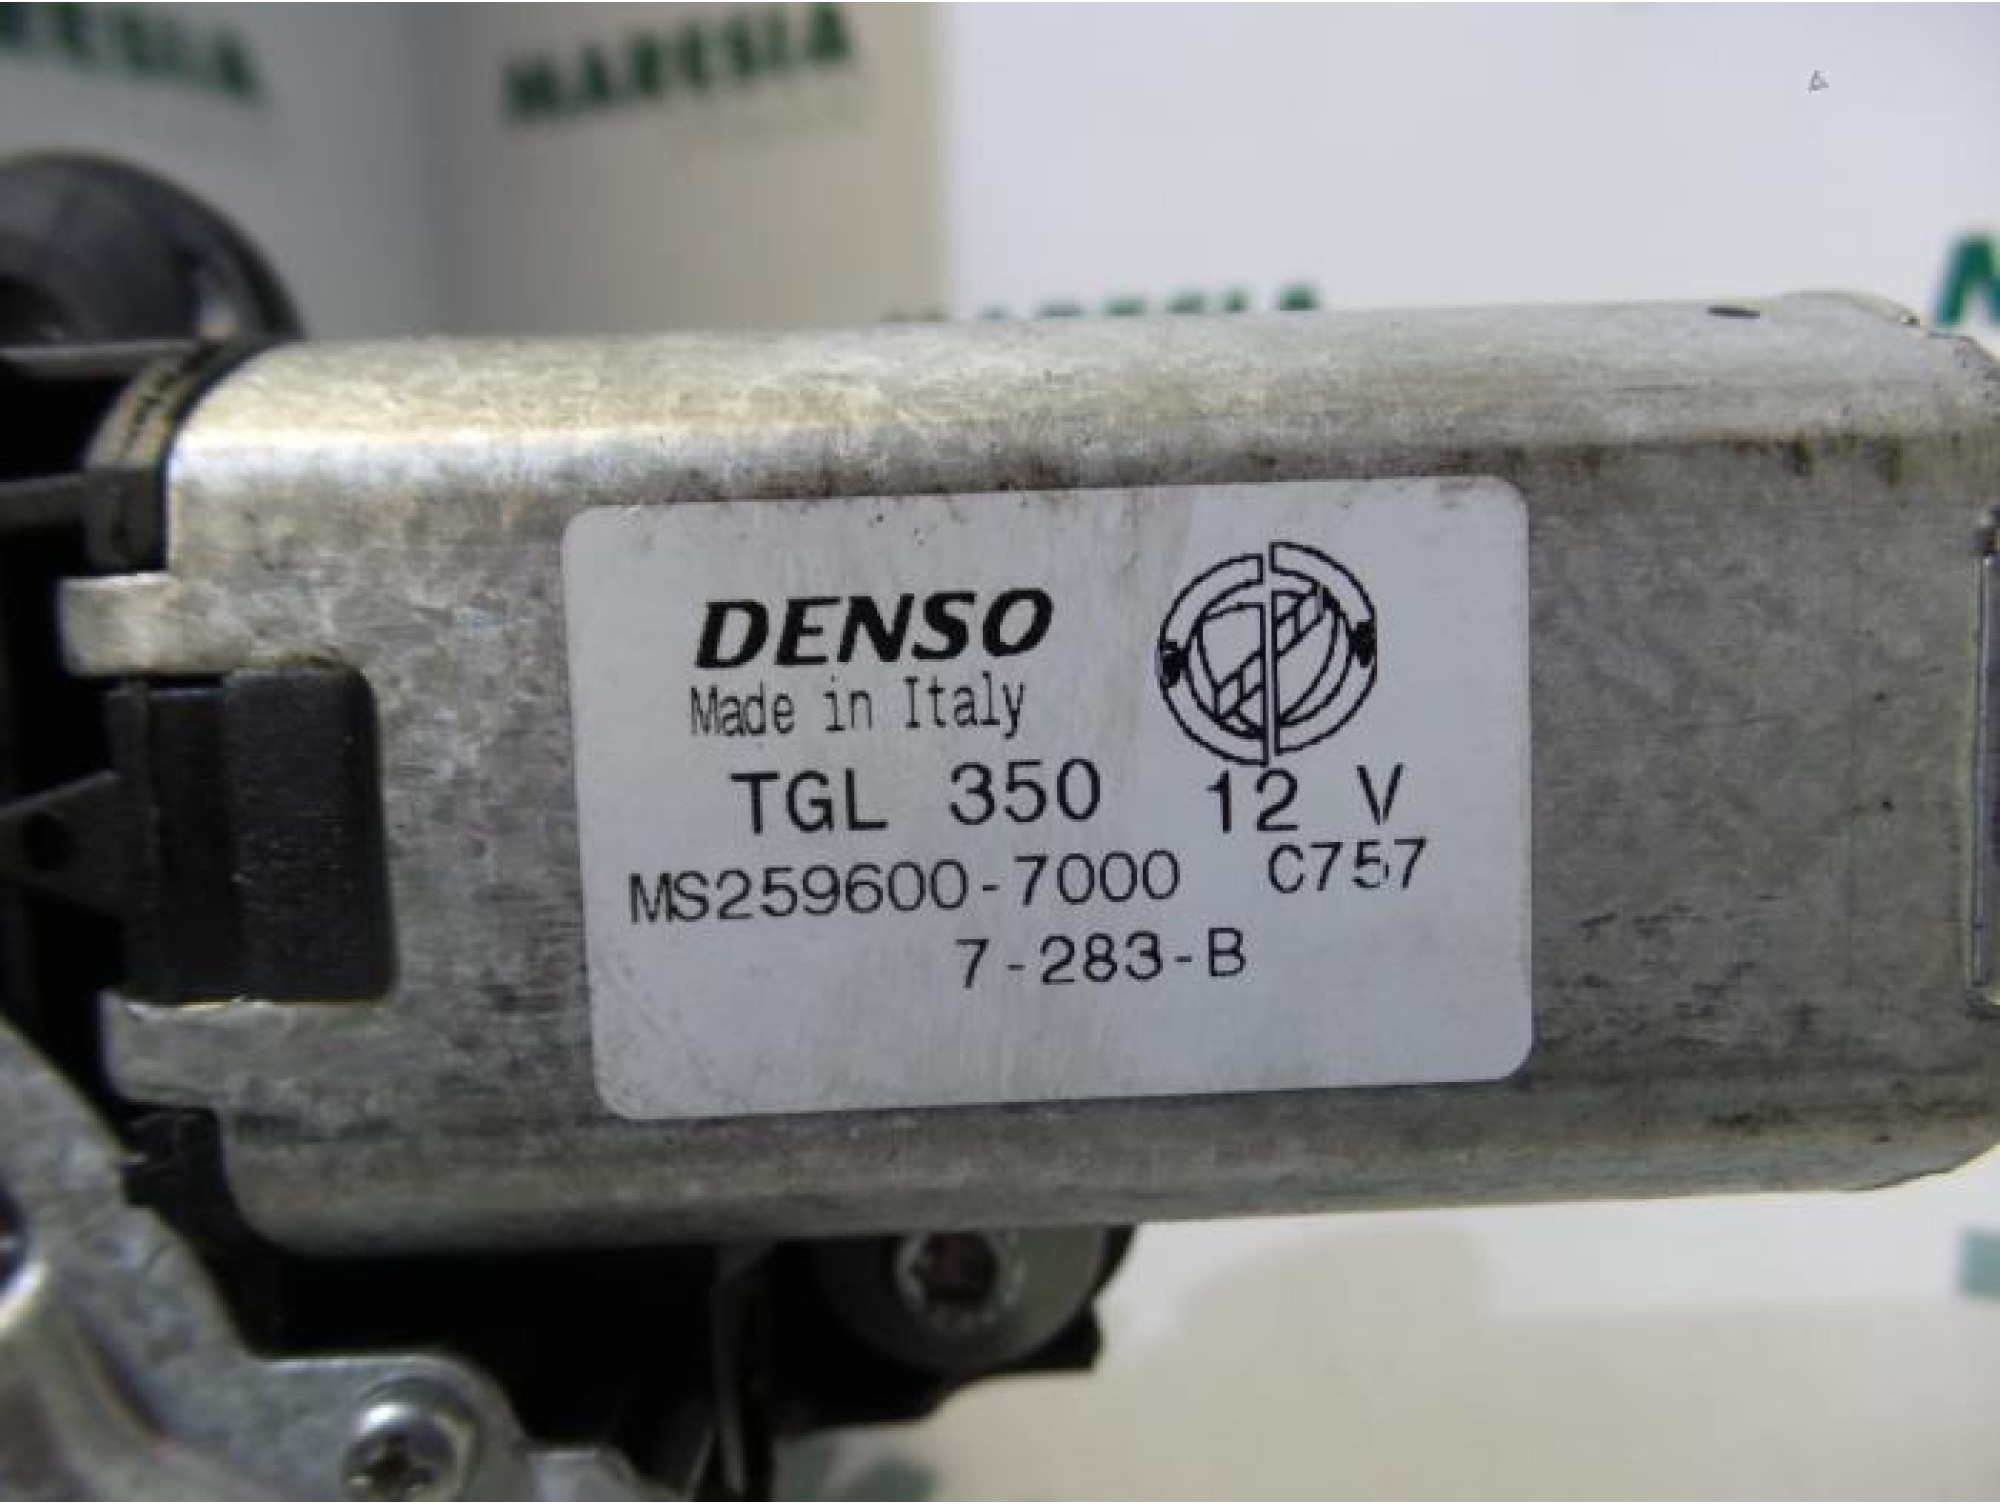 MARESIA
DENSO
Made in Italy
TGL 350 12 V
MS259600-7000 C757
7-283-B